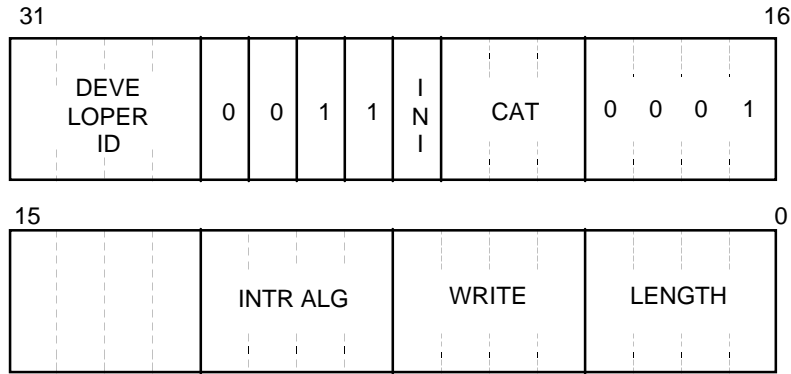 31 16
DEVE
LOPER
ID
0 0 1 1
I
N
I
CAT
0 0 0 1
15 0
INTR ALG
WRITE
LENGTH